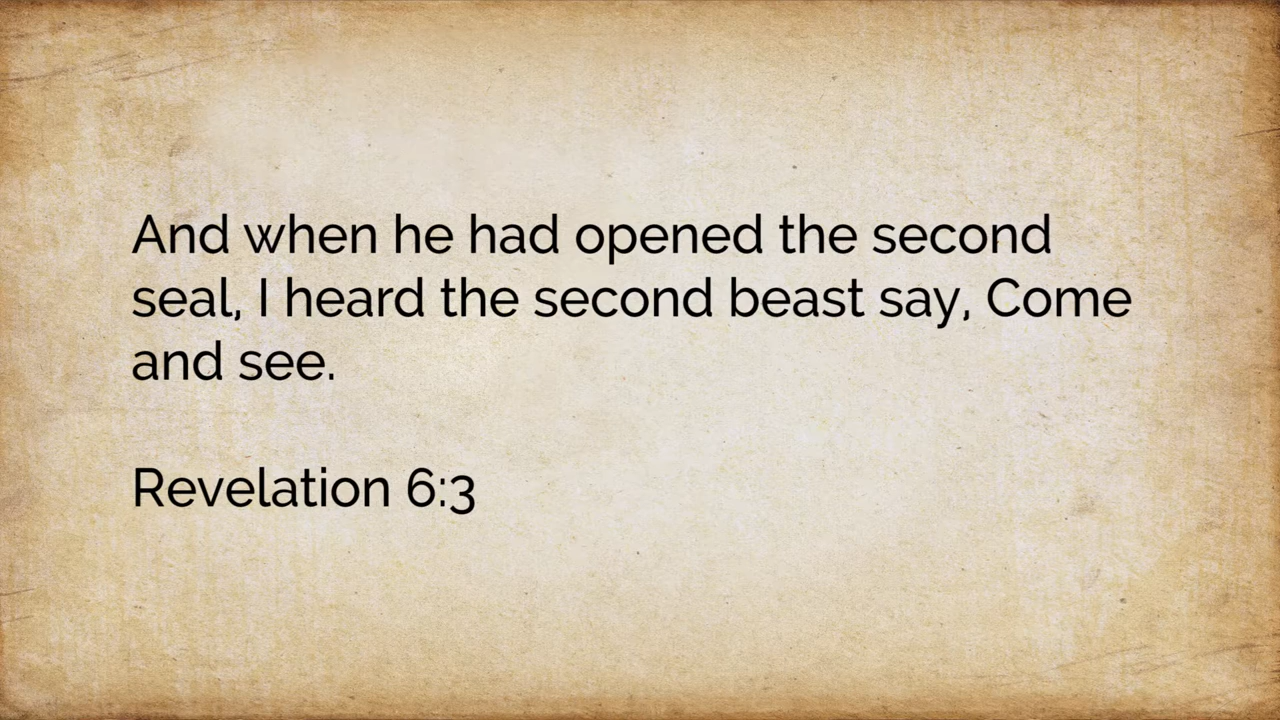 And when he had opened the second
seal, I heard the second beast say, Come
and see.
Revelation 6:3